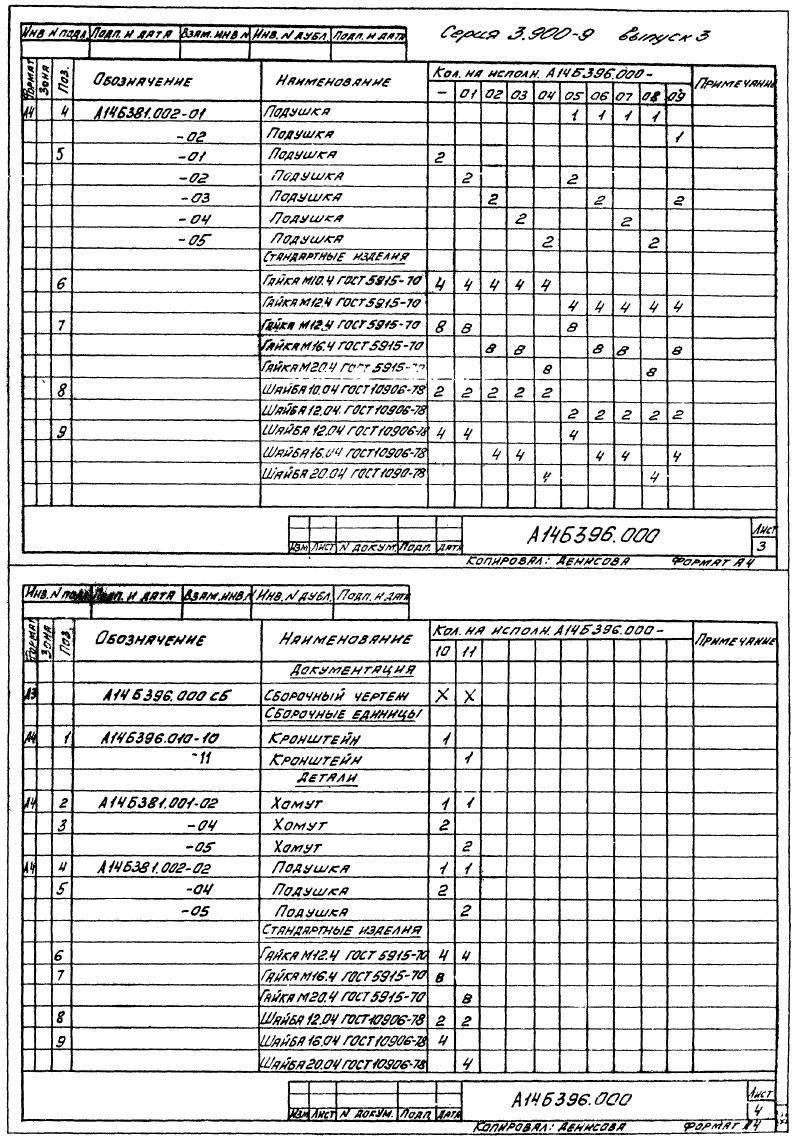 Серия 3.900-9 выпуск 3
Инв. N подл. Подп. и дата Взам. инв. N Инв. N дубл. Подп. и дата
Формат Зона Поз. Обозначение Наименование Кол. на исполн. А14Б396.000- Примечание
- 01 02 03 04 05 06 07 08 09
А4 4 А14Б381.002-01 Подушка 1 1 1 1
-02 Подушка 1
5 -01 Подушка 2
-02 Подушка 2 2
-03 Подушка 2 2 2
-04 Подушка 2 2
-05 Подушка 2 2
Стандартные изделия
6 Гайка М10.4 ГОСТ 5915-70 4 4 4 4 4
Гайка М12.4 ГОСТ 5915-70 4 4 4 4 4
7 Гайка М12.4 ГОСТ 5915-70 8 8 8
Гайка М16.4 ГОСТ 5915-70 8 8 8 8 8
Гайка М20.4 ГОСТ 5915-70 8 8
8 Шайба 10.04 ГОСТ 10906-78 2 2 2 2 2
Шайба 12.04 ГОСТ 10906-78 2 2 2 2 2
9 Шайба 12.04 ГОСТ 10906-78 4 4 4
Шайба 16.04 ГОСТ 10906-78 4 4 4 4 4
Шайба 20.04 ГОСТ 1090-78 4 4
Изм Лист N докум. Подп. Дата А14Б396.000 Лист 3
Копировал: Денисова Формат А4
Инв. N подл. Подп. и дата Взам. инв. N Инв. N дубл. Подп. и дата
Формат Зона Поз. Обозначение Наименование Кол. на исполн. А14Б396.000- Примечание
10 11
Документация
А3 А14Б396.000 СБ Сборочный чертеж X X
Сборочные единицы
А4 1 А14Б396.010-10 Кронштейн 1
-11 Кронштейн 1
Детали
А4 2 А14Б381.001-02 Хомут 1 1
3 -04 Хомут 2
-05 Хомут 2
А4 4 А14Б381.002-02 Подушка 1 1
5 -04 Подушка 2
-05 Подушка 2
Стандартные изделия
6 Гайка М12.4 ГОСТ 5915-70 4 4
7 Гайка М16.4 ГОСТ 5915-70 8
Гайка М20.4 ГОСТ 5915-70 8
8 Шайба 12.04 ГОСТ 10906-78 2 2
9 Шайба 16.04 ГОСТ 10906-78 4
Шайба 20.04 ГОСТ 10906-78 4
Изм Лист N докум. Подп. Дата А14Б396.000 Лист 4
Копировал: Денисова Формат А4